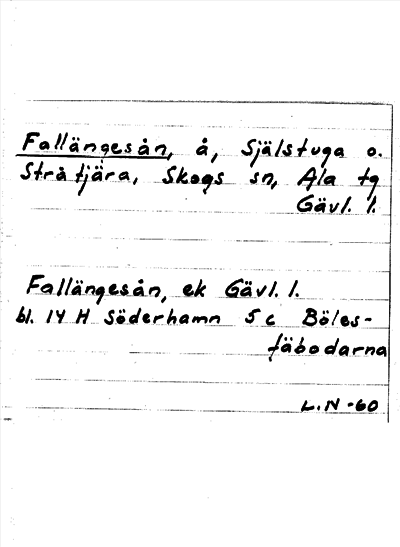 Fallängesån, å, Själstuga o.
Stråtjära, Skogs sn, Ala tg
Gävl. l.
Fallängesån, ek Gävl. l.
bl. 14 H Söderhamn 5 c Böles-
fäbodarna
L.N -60